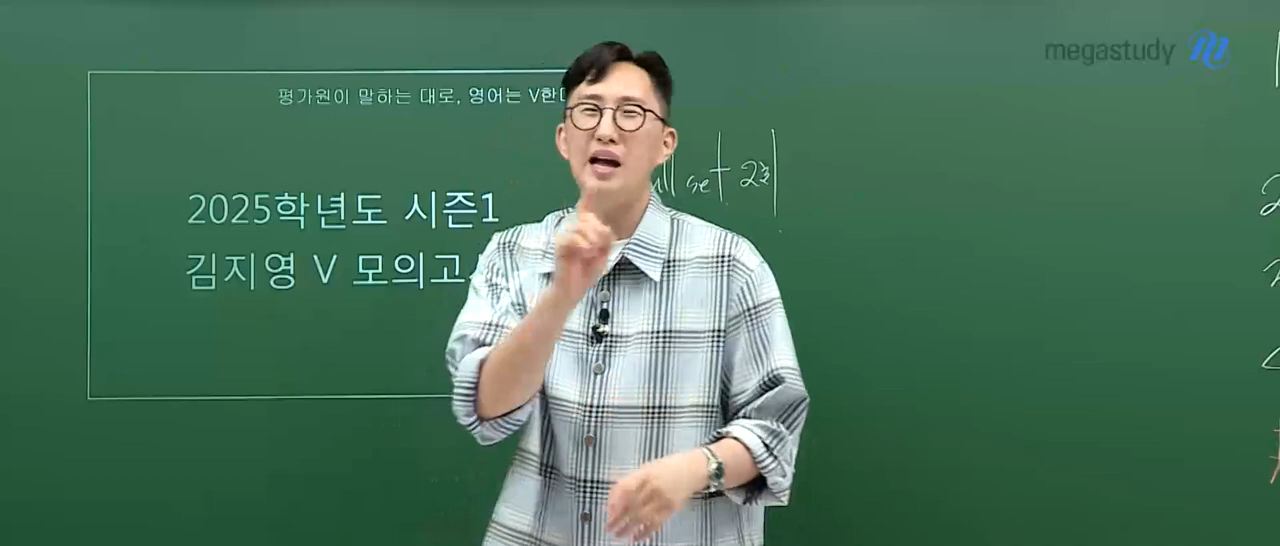 megastudy
평가원이 말하는 대로, 영어는 V한
2025학년도 시즌1
김지영 V 모의고
set 2